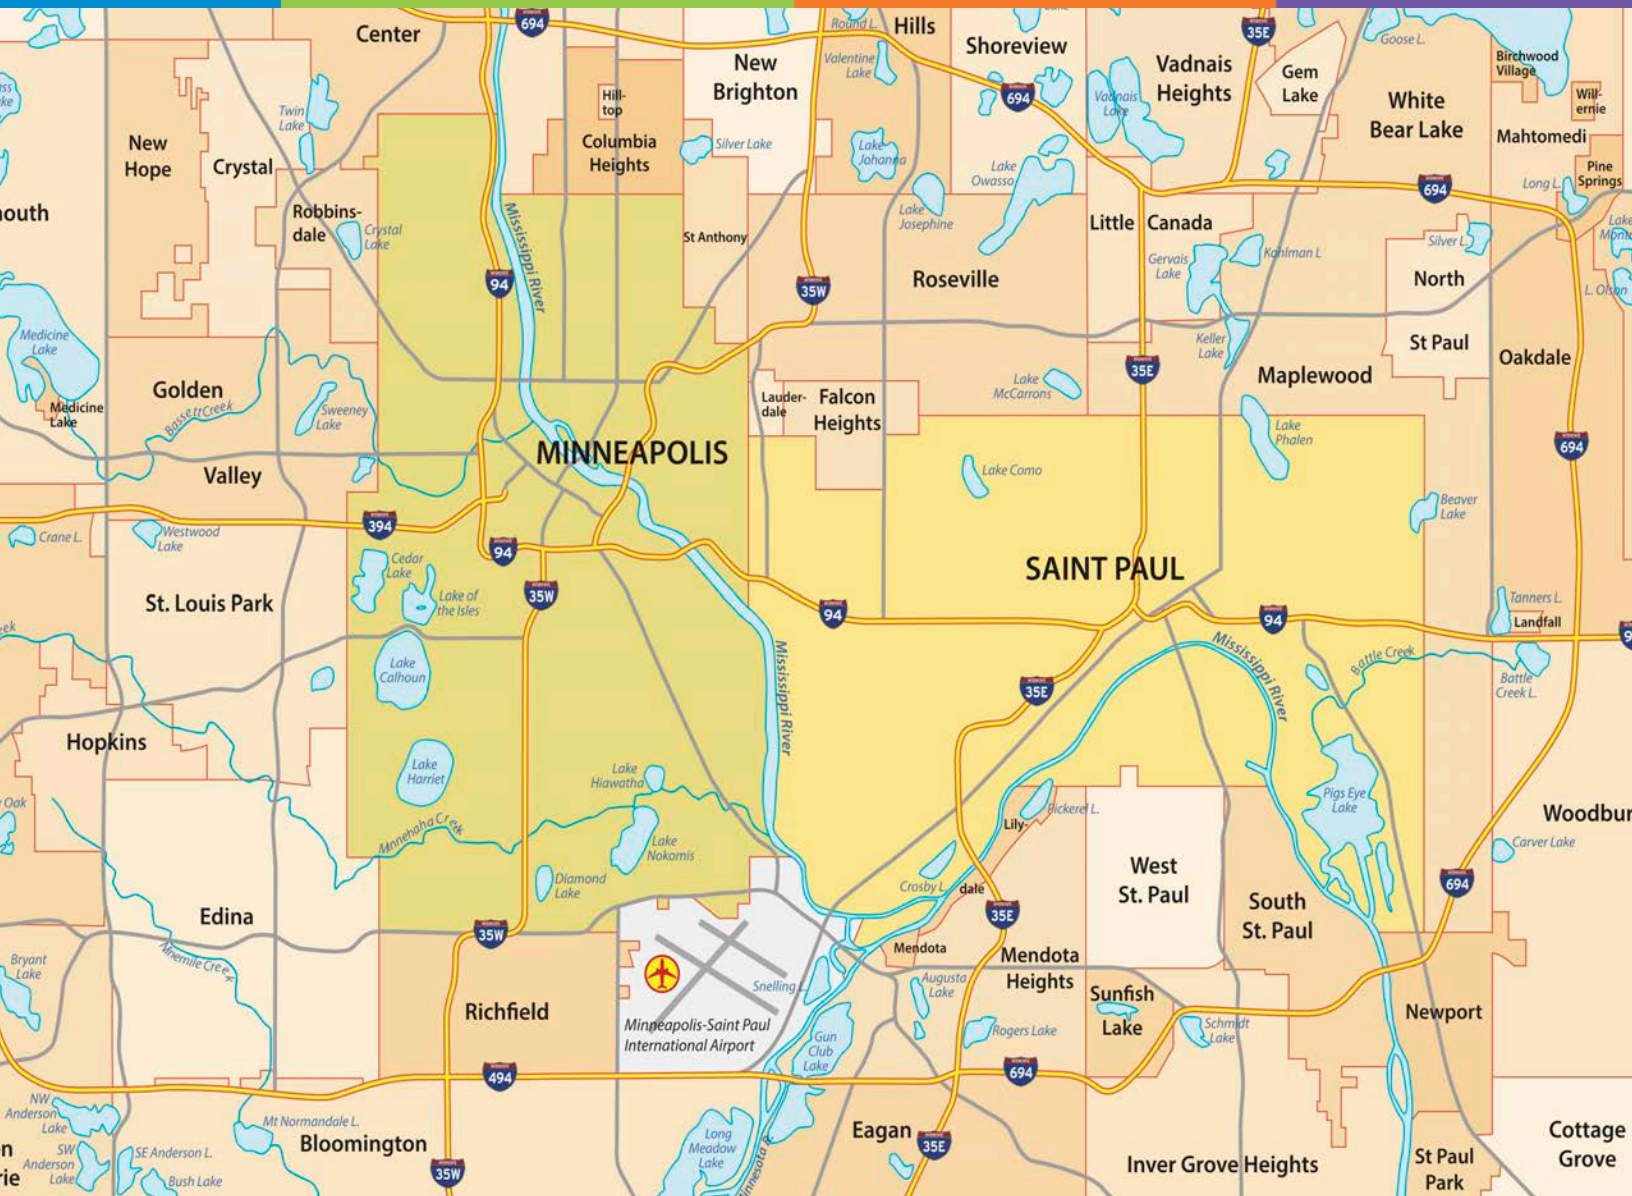 694
Center
Round L.
Hills
Shoreview
35E
Goose L.
Birchwood
Village
New
Brighton
Valentine
Lake
Vadnais
Heights
Gem
Lake
White
Bear Lake
Will-
ernie
Hill-
top
694
Vadnais
Lake
Mahtomedi
Twin
Lake
New
Hope
Crystal
Columbia
Heights
Silver Lake
Lake
Johanna
Lake
Owasso
694
Long L.
Pine
Springs
Robbins-
dale
Crystal
Lake
Mississippi River
St Anthony
Lake
Josephine
Little Canada
Gervais
Lake
Kohlman L
Silver L.
North
St Paul
Lake
L. Olson
94
35W
Roseville
Medicine
Lake
Keller
Lake
Oakdale
35E
Maplewood
Golden
Valley
Bassett Creek
Sweeney
Lake
Medicine
Lake
Lauder-
dale
Falcon
Heights
Lake
McCarrons
Lake
Phalen
MINNEAPOLIS
Lake Como
694
Crane L.
Westwood
Lake
394
94
Beaver
Lake
Cedar
Lake
Lake of
the Isles
35W
SAINT PAUL
St. Louis Park
94
94
Tanners L.
Landfall
Lake
Calhoun
Mississippi River
35E
Mississippi River
Battle Creek
Battle
Creek L.
Hopkins
Lake
Harriet
Lake
Hiawatha
Pigs Eye
Lake
Oak
Minnehaha Creek
Lake
Nokomis
Lily-
dale
Pickerel L.
Woodbur
Carver Lake
Diamond
Lake
Crosby L.
West
St. Paul
694
Edina
35W
35E
South
St. Paul
Ninemile Creek
Bryant
Lake
Mendota
Mendota
Heights
Snelling L.
Augusta
Lake
Sunfish
Lake
Richfield
Minneapolis-Saint Paul
International Airport
Gun
Club
Lake
Rogers Lake
Schmidt
Lake
Newport
494
694
NW
Anderson
Lake
Mt Normandale L.
Bloomington
SW
Anderson
Lake
SE Anderson L.
Bush Lake
35W
Long
Meadow
Lake
Minnesota R.
Eagan
35E
Inver Grove Heights
St Paul
Park
Cottage
Grove